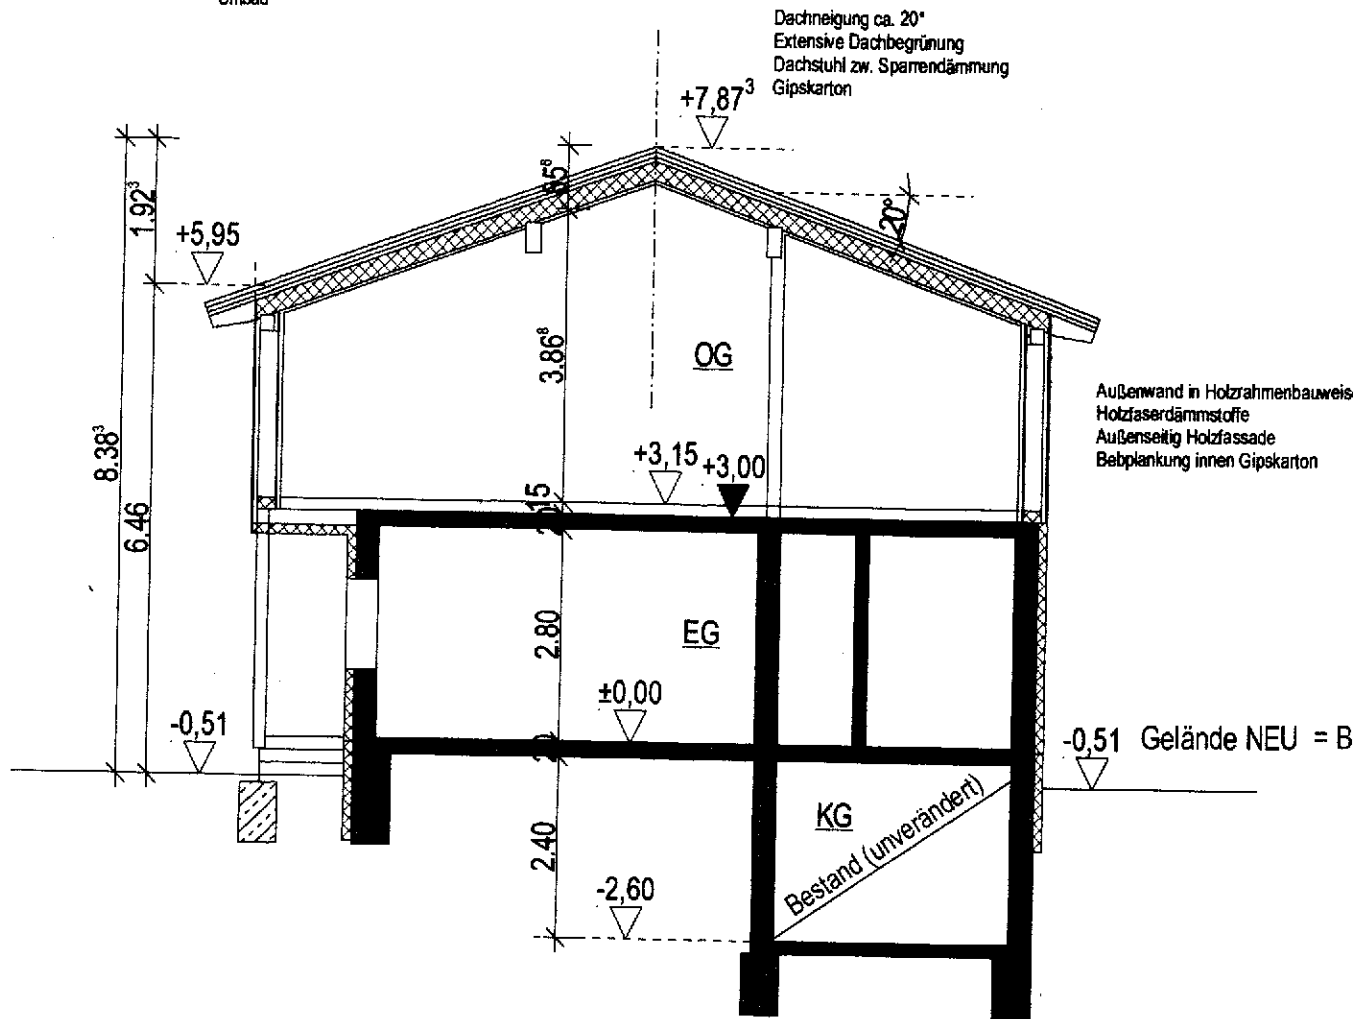 Umbau
Dachneigung ca. 20°
Extensive Dachbegrünung
Dachstuhl zw. Sparrendämmung
Gipskarton
+7,87³
1.92³
+5,95
20°
3.86⁸
OG
Außenwand in Holzrahmenbauweis
Holzfaserdämmstoffe
Außenseitig Holzfassade
Bebplankung innen Gipskarton
8.38³
6.46
+3,15
+3,00
15
2.80
EG
±0,00
-0,51
-0,51 Gelände NEU = B
2.40
KG
Bestand (unverändert)
-2,60